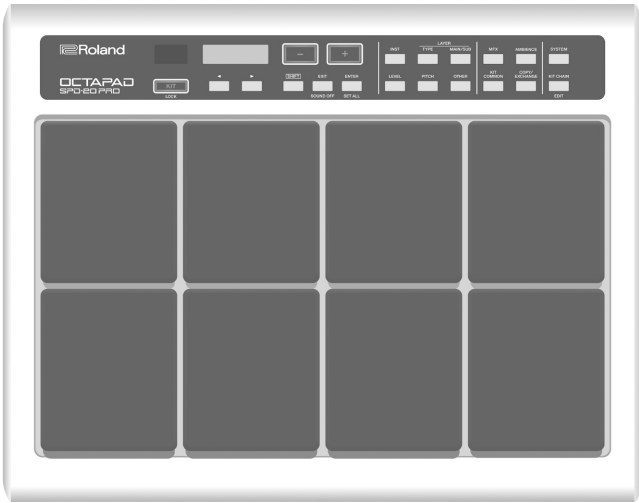 Roland
OCTAPAD
SPD-20 PRO
KIT
LOCK
◄ ►
− +
SHIFT EXIT ENTER
SOUND OFF SET ALL
LAYER
INST TYPE MAIN/SUB MFX AMBIENCE SYSTEM
LEVEL PITCH OTHER KIT COMMON COPY/EXCHANGE KIT CHAIN
EDIT